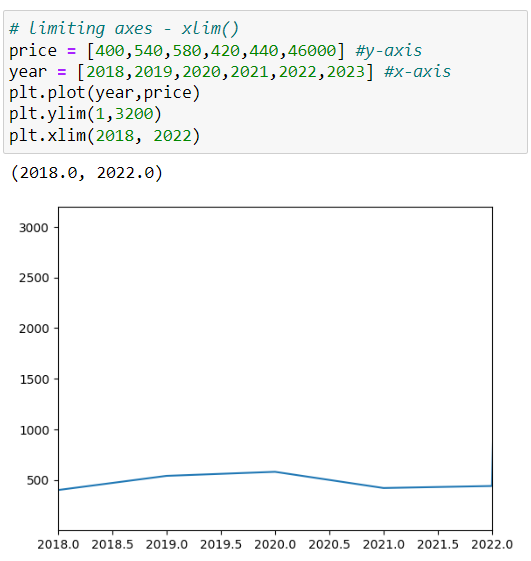 # limiting axes - xlim()
price = [400,540,580,420,440,46000] #y-axis
year = [2018,2019,2020,2021,2022,2023] #x-axis
plt.plot(year,price)
plt.ylim(1,3200)
plt.xlim(2018, 2022)
(2018.0, 2022.0)
3000
2500
2000
1500
1000
500
2018.0 2018.5 2019.0 2019.5 2020.0 2020.5 2021.0 2021.5 2022.0